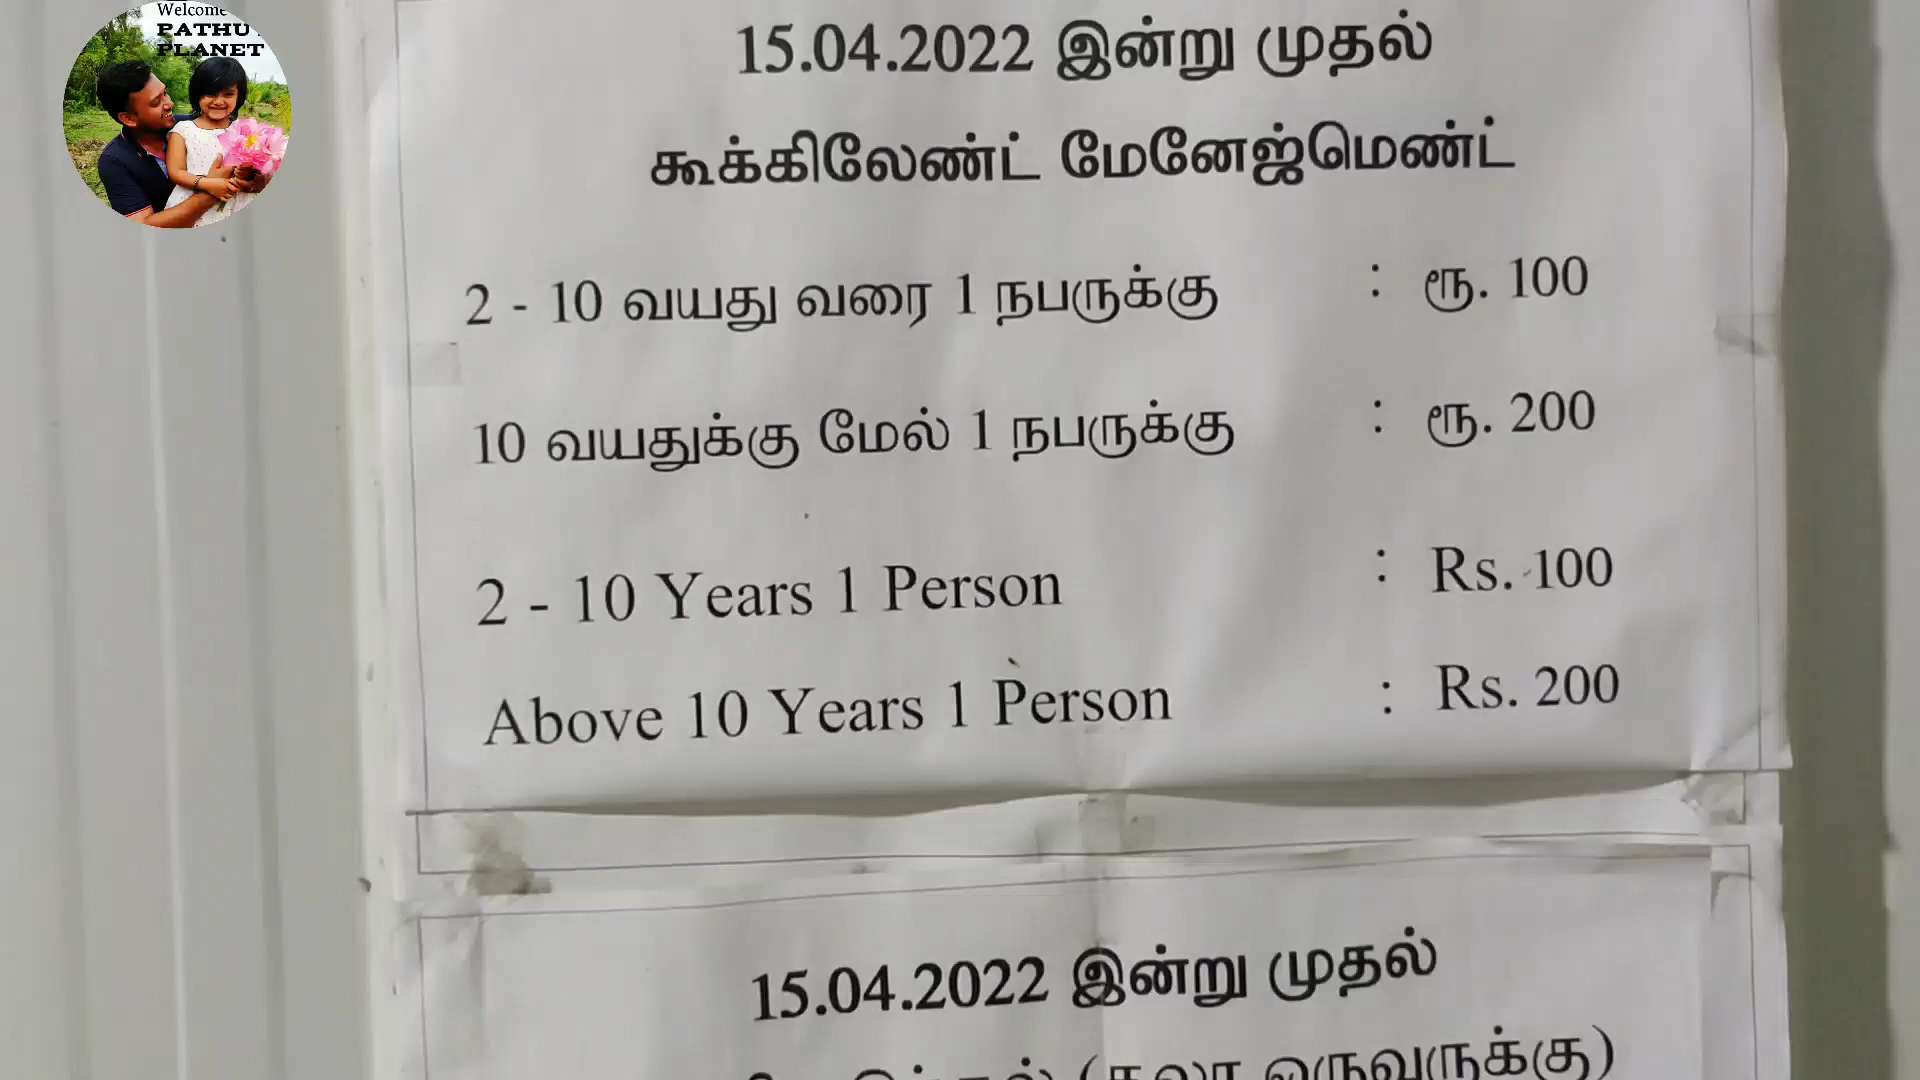 Welcome
PATHU
PLANET
15.04.2022 இன்று முதல்
கூக்கிலேண்ட் மேனேஜ்மெண்ட்
2 - 10 வயது வரை 1 நபருக்கு : ரூ. 100
10 வயதுக்கு மேல் 1 நபருக்கு : ரூ. 200
2 - 10 Years 1 Person : Rs. 100
Above 10 Years 1 Person : Rs. 200
15.04.2022 இன்று முதல்
ஒருவருக்கு)